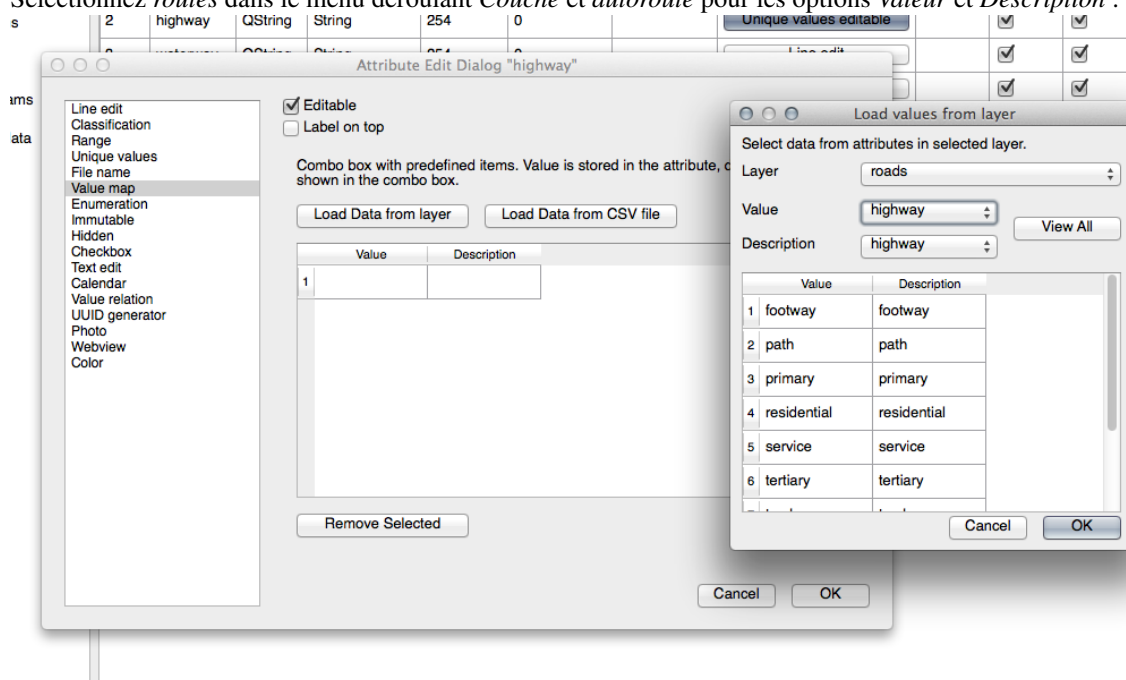 Sélectionnez routes dans le menu déroulant Couche et autoroute pour les options Valeur et Description :
s
2 highway QString String 254 0 Unique values editable
Line edit
Attribute Edit Dialog "highway"
ams
ata
Line edit
Classification
Range
Unique values
File name
Value map
Enumeration
Immutable
Hidden
Checkbox
Text edit
Calendar
Value relation
UUID generator
Photo
Webview
Color
Editable
Label on top
Combo box with predefined items. Value is stored in the attribute,
shown in the combo box.
Load Data from layer Load Data from CSV file
Value Description
1
Remove Selected
Cancel OK
Load values from layer
Select data from attributes in selected layer.
Layer roads
Value highway
View All
Description highway
Value Description
1 footway footway
2 path path
3 primary primary
4 residential residential
5 service service
6 tertiary tertiary
Cancel OK